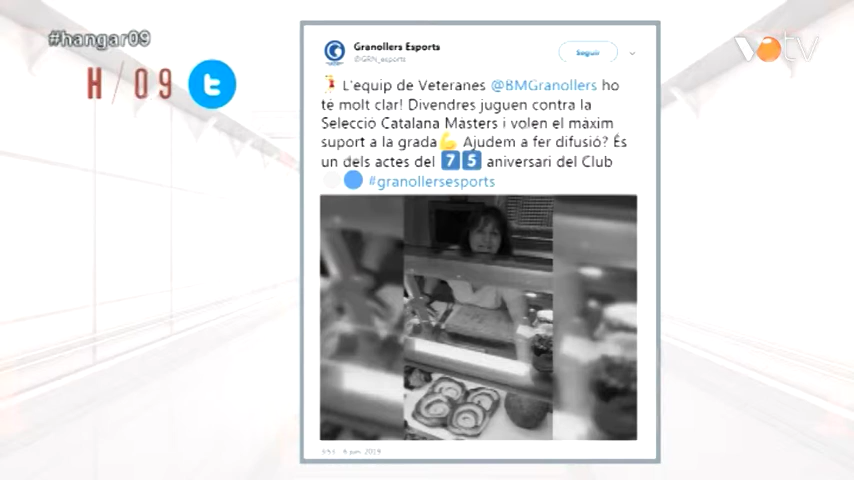 #hangar09
H/09
votv
Granollers Esports
@GRN_esports
Seguir
L'equip de Veteranes @BMGranollers ho
té molt clar! Divendres juguen contra la
Selecció Catalana Màsters i volen el màxim
suport a la grada Ajudem a fer difusió? És
un dels actes del 75 aniversari del Club
#granollersesports